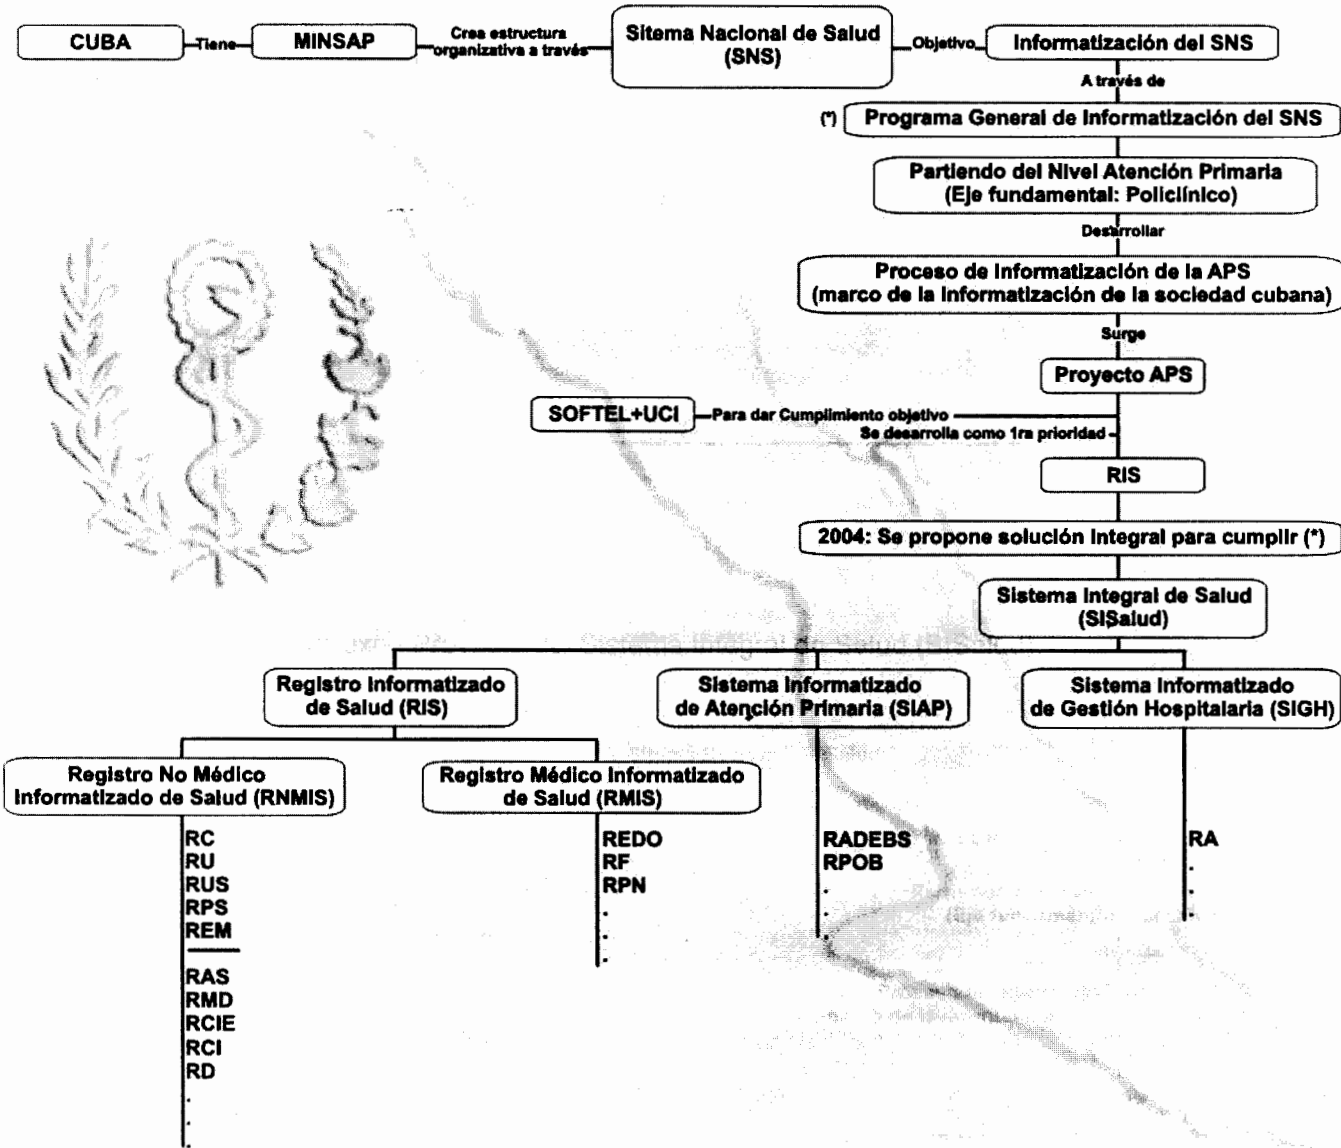 CUBA
Tiene
MINSAP
Crea estructura
organizativa a través
Sitema Nacional de Salud
(SNS)
Objetivo
Informatización del SNS
A través de
(*) Programa General de Informatización del SNS
Partiendo del Nivel Atención Primaria
(Eje fundamental: Policlínico)
Desarrollar
Proceso de Informatización de la APS
(marco de la Informatización de la sociedad cubana)
Surge
Proyecto APS
SOFTEL+UCI
Para dar Cumplimiento objetivo
Se desarrolla como 1ra prioridad
RIS
2004: Se propone solución Integral para cumplir (*)
Sistema Integral de Salud
(SISalud)
Registro Informatizado
de Salud (RIS)
Sistema Informatizado
de Atención Primaria (SIAP)
Sistema Informatizado
de Gestión Hospitalaria (SIGH)
Registro No Médico
Informatizado de Salud (RNMIS)
Registro Médico Informatizado
de Salud (RMIS)
RC
RU
RUS
RPS
REM
RAS
RMD
RCIE
RCI
RD
.
.
.
REDO
RF
RPN
.
.
.
RADEBS
RPOB
.
.
.
.
RA
.
.
.
.